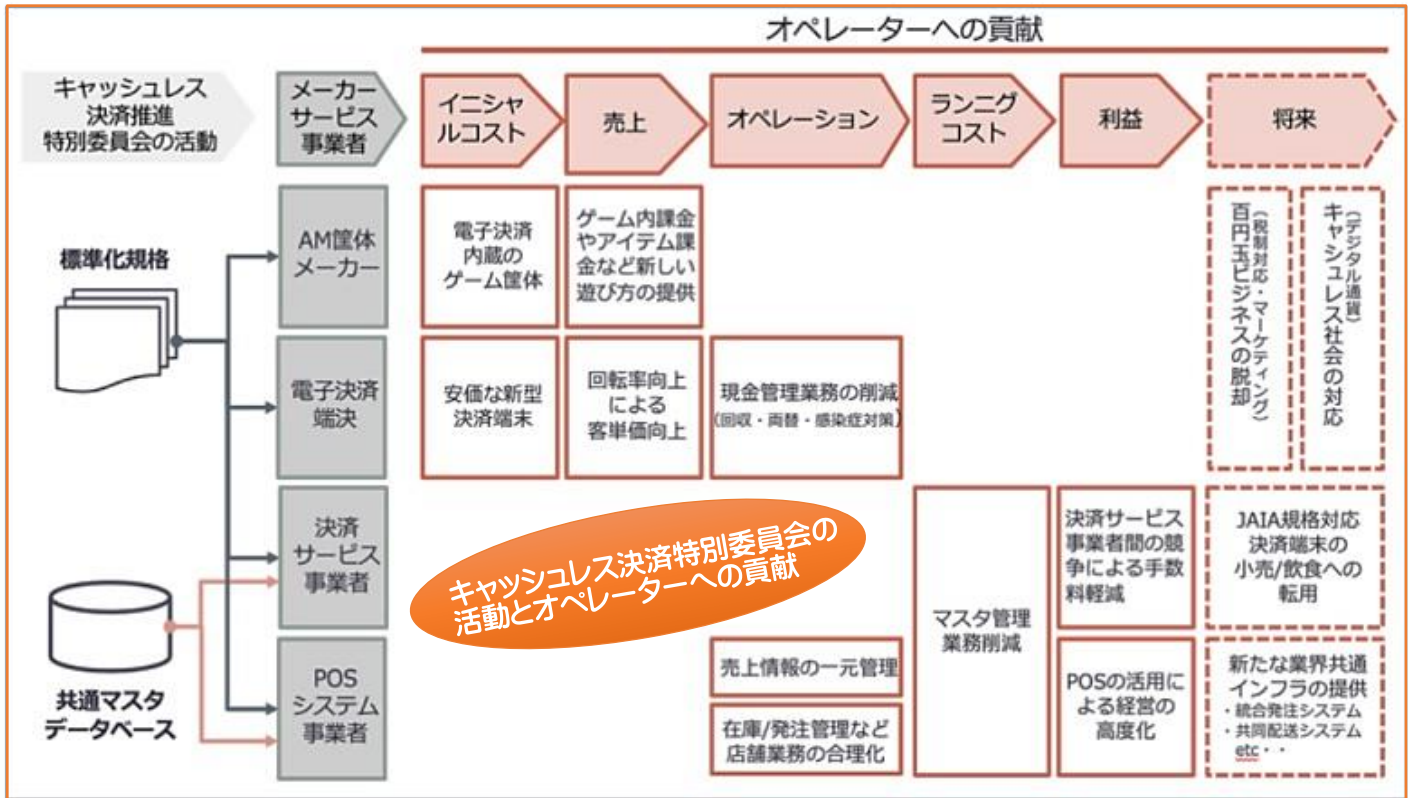 オペレーターへの貢献
キャッシュレス
決済推進
特別委員会の活動
メーカー
サービス
事業者
イニシャ
ルコスト
売上
オペレーション
ランニグ
コスト
利益
将来
標準化規格
共通マスタ
データベース
AM筐体
メーカー
電子決済
内蔵の
ゲーム筐体
ゲーム内課金
やアイテム課
金など新しい
遊び方の提供
百円玉ビジネスの脱却
(税制対応・マーケティング)
キャシュレス社会の対応
(デジタル通貨)
電子決済
端決
安価な新型
決済端末
回転率向上
による
客単価向上
現金管理業務の削減
(回収・両替・感染症対策)
決済
サービス
事業者
キャッシュレス決済特別委員会の
活動とオペレーターへの貢献
マスタ管理
業務削減
決済サービス
事業者間の競
争による手数
料軽減
JAIA規格対応
決済端末の
小売/飲食への
転用
POS
システム
事業者
売上情報の一元管理
在庫/発注管理など
店舗業務の合理化
POSの活用に
よる経営の
高度化
新たな業界共通
インフラの提供
・統合発注システム
・共同配送システム
etc・・